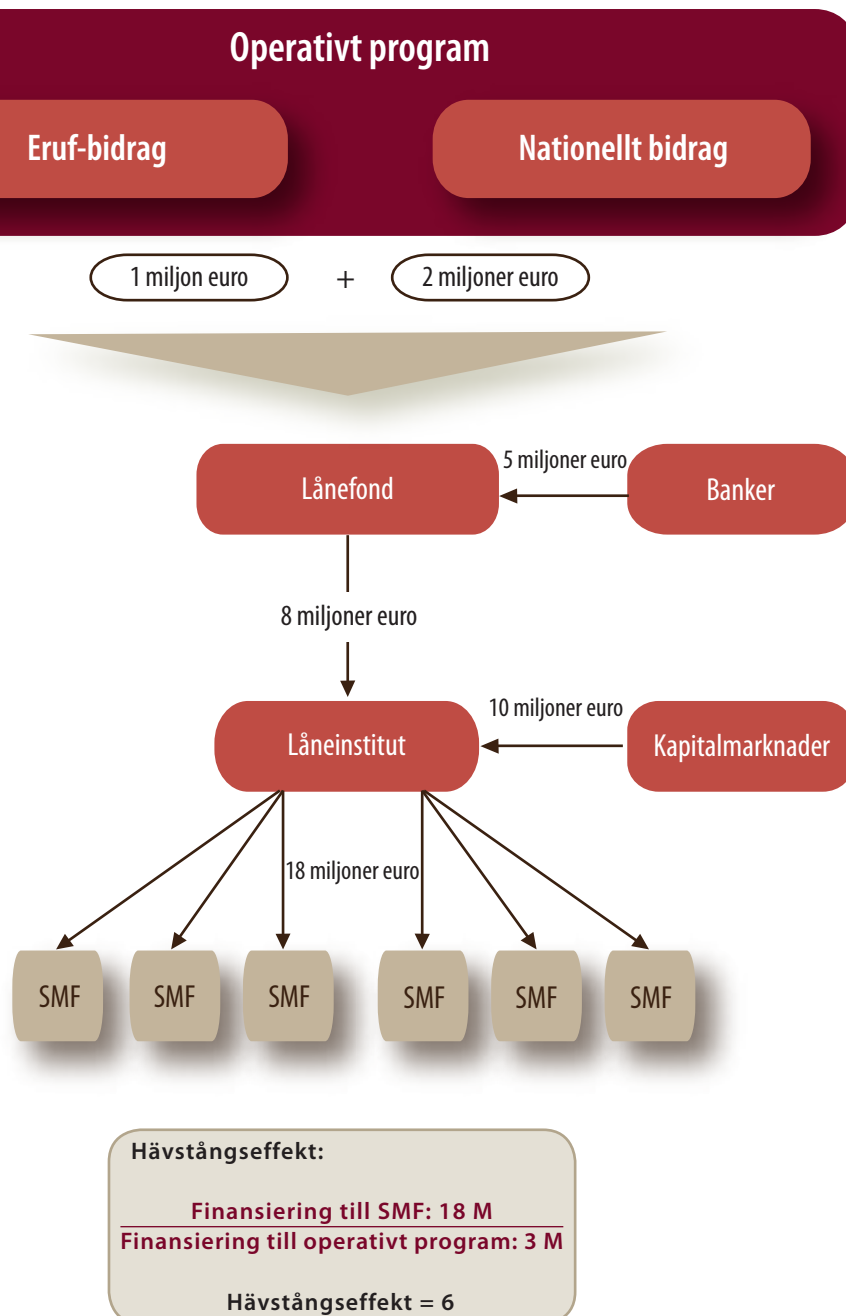 Operativt program
Eruf-bidrag
Nationellt bidrag
1 miljon euro + 2 miljoner euro
Lånefond
5 miljoner euro
Banker
8 miljoner euro
Låneinstitut
10 miljoner euro
Kapitalmarknader
18 miljoner euro
SMF SMF SMF SMF SMF SMF
Hävstångseffekt:
Finansiering till SMF: 18 M
Finansiering till operativt program: 3 M
Hävstångseffekt = 6